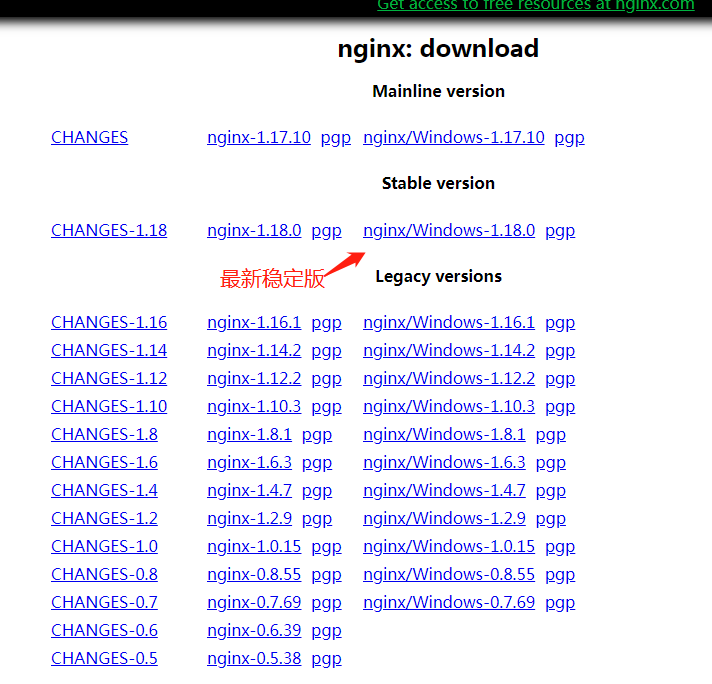 Get access to free resources at nginx.com
nginx: download
Mainline version
CHANGES nginx-1.17.10 pgp nginx/Windows-1.17.10 pgp
Stable version
CHANGES-1.18 nginx-1.18.0 pgp nginx/Windows-1.18.0 pgp
最新稳定版
Legacy versions
CHANGES-1.16 nginx-1.16.1 pgp nginx/Windows-1.16.1 pgp
CHANGES-1.14 nginx-1.14.2 pgp nginx/Windows-1.14.2 pgp
CHANGES-1.12 nginx-1.12.2 pgp nginx/Windows-1.12.2 pgp
CHANGES-1.10 nginx-1.10.3 pgp nginx/Windows-1.10.3 pgp
CHANGES-1.8 nginx-1.8.1 pgp nginx/Windows-1.8.1 pgp
CHANGES-1.6 nginx-1.6.3 pgp nginx/Windows-1.6.3 pgp
CHANGES-1.4 nginx-1.4.7 pgp nginx/Windows-1.4.7 pgp
CHANGES-1.2 nginx-1.2.9 pgp nginx/Windows-1.2.9 pgp
CHANGES-1.0 nginx-1.0.15 pgp nginx/Windows-1.0.15 pgp
CHANGES-0.8 nginx-0.8.55 pgp nginx/Windows-0.8.55 pgp
CHANGES-0.7 nginx-0.7.69 pgp nginx/Windows-0.7.69 pgp
CHANGES-0.6 nginx-0.6.39 pgp
CHANGES-0.5 nginx-0.5.38 pgp